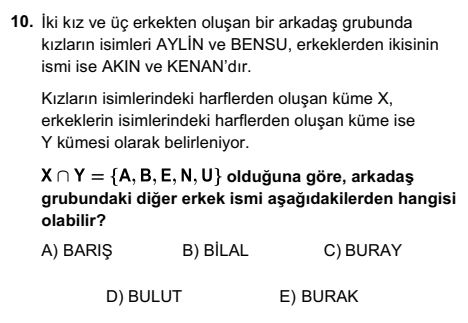 10. İki kız ve üç erkekten oluşan bir arkadaş grubunda
kızların isimleri AYLİN ve BENSU, erkeklerden ikisinin
ismi ise AKIN ve KENAN’dır.
Kızların isimlerindeki harflerden oluşan küme X,
erkeklerin isimlerindeki harflerden oluşan küme ise
Y kümesi olarak belirleniyor.
X ∩ Y = {A, B, E, N, U} olduğuna göre, arkadaş
grubundaki diğer erkek ismi aşağıdakilerden hangisi
olabilir?
A) BARIŞ B) BİLAL C) BURAY
D) BULUT E) BURAK